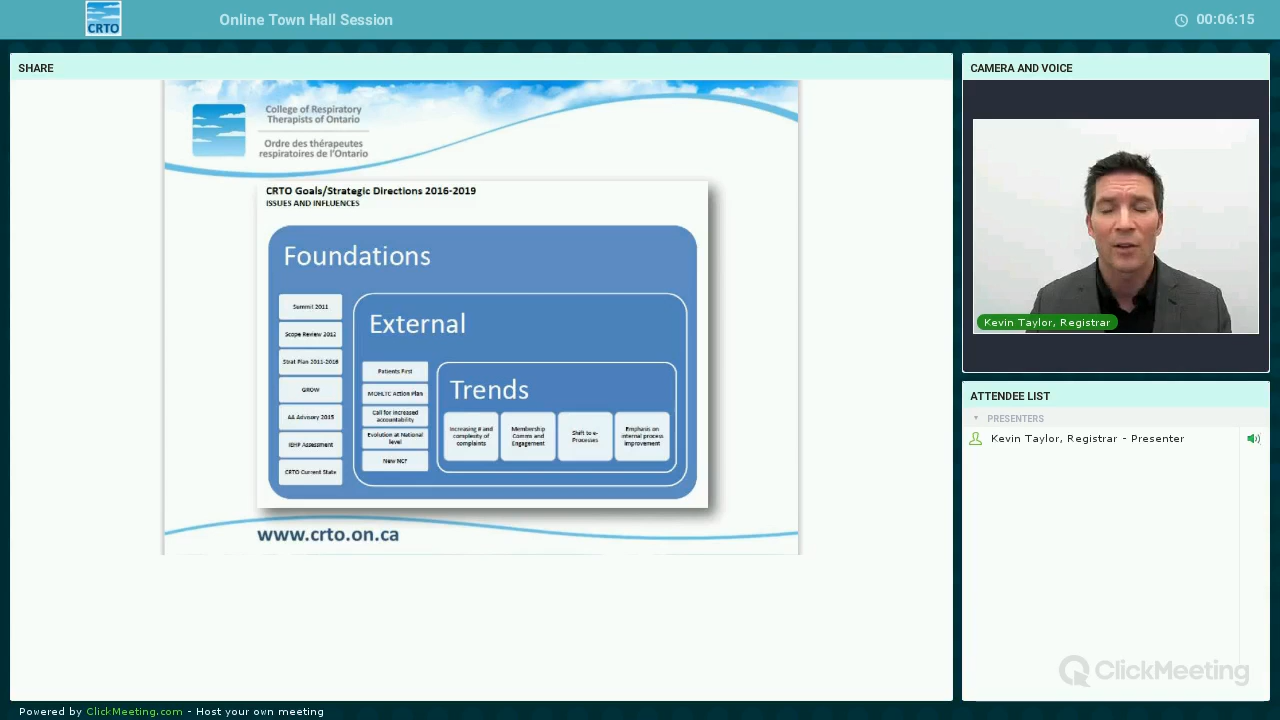 CRTO
Online Town Hall Session
00:06:15
SHARE
College of Respiratory
Therapists of Ontario
Ordre des thérapeutes
respiratoires de l'Ontario
CRTO Goals/Strategic Directions 2016-2019
ISSUES AND INFLUENCES
Foundations
Summit 2011
Scope Review 2012
Strat Plan 2011-2016
GROW
AA Advisory 2015
IEHP Assessment
CRTO Current State
External
Patients First
MOHLTC Action Plan
Call for increased
accountability
Evolution at National
level
New NCF
Trends
Increasing # and
complexity of
complaints
Membership
Comms and
Engagement
Shift to e-
Processes
Emphasis on
internal process
improvement
www.crto.on.ca
CAMERA AND VOICE
Kevin Taylor, Registrar
ATTENDEE LIST
PRESENTERS
Kevin Taylor, Registrar - Presenter
ClickMeeting
Powered by ClickMeeting.com - Host your own meeting